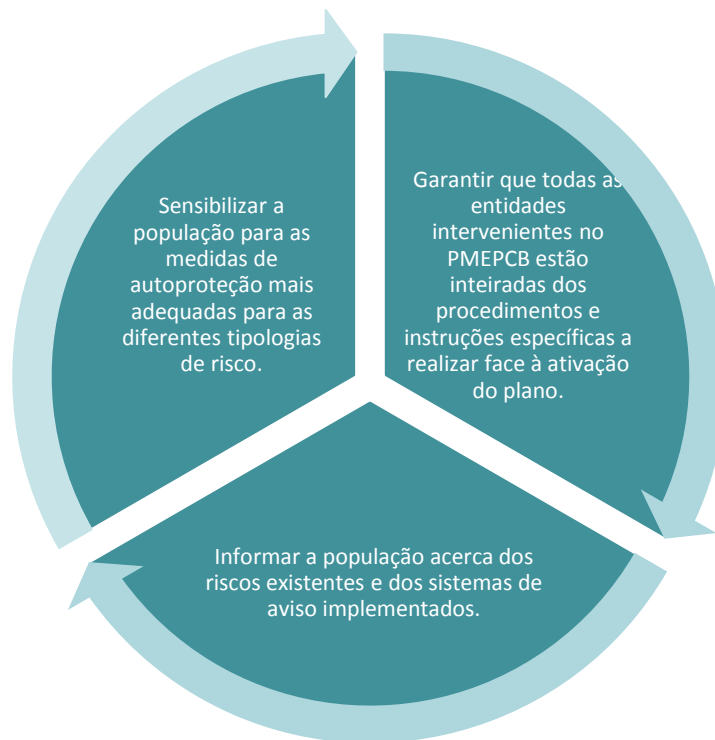 Sensibilizar a
população para as
medidas de
autoproteção mais
adequadas para as
diferentes tipologias
de risco.
Garantir que todas as
entidades
intervenientes no
PMEPCB estão
inteiradas dos
procedimentos e
instruções específicas a
realizar face à ativação
do plano.
Informar a população acerca dos
riscos existentes e dos sistemas de
aviso implementados.